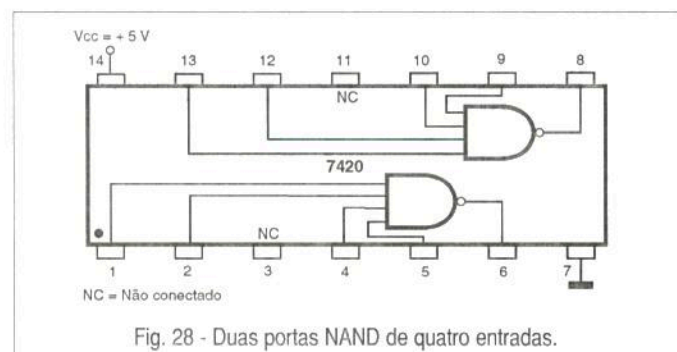 Vcc = + 5 V
14 13 12 11 10 9 8
NC
7420
NC
1 2 3 4 5 6 7
NC = Não conectado
Fig. 28 - Duas portas NAND de quatro entradas.